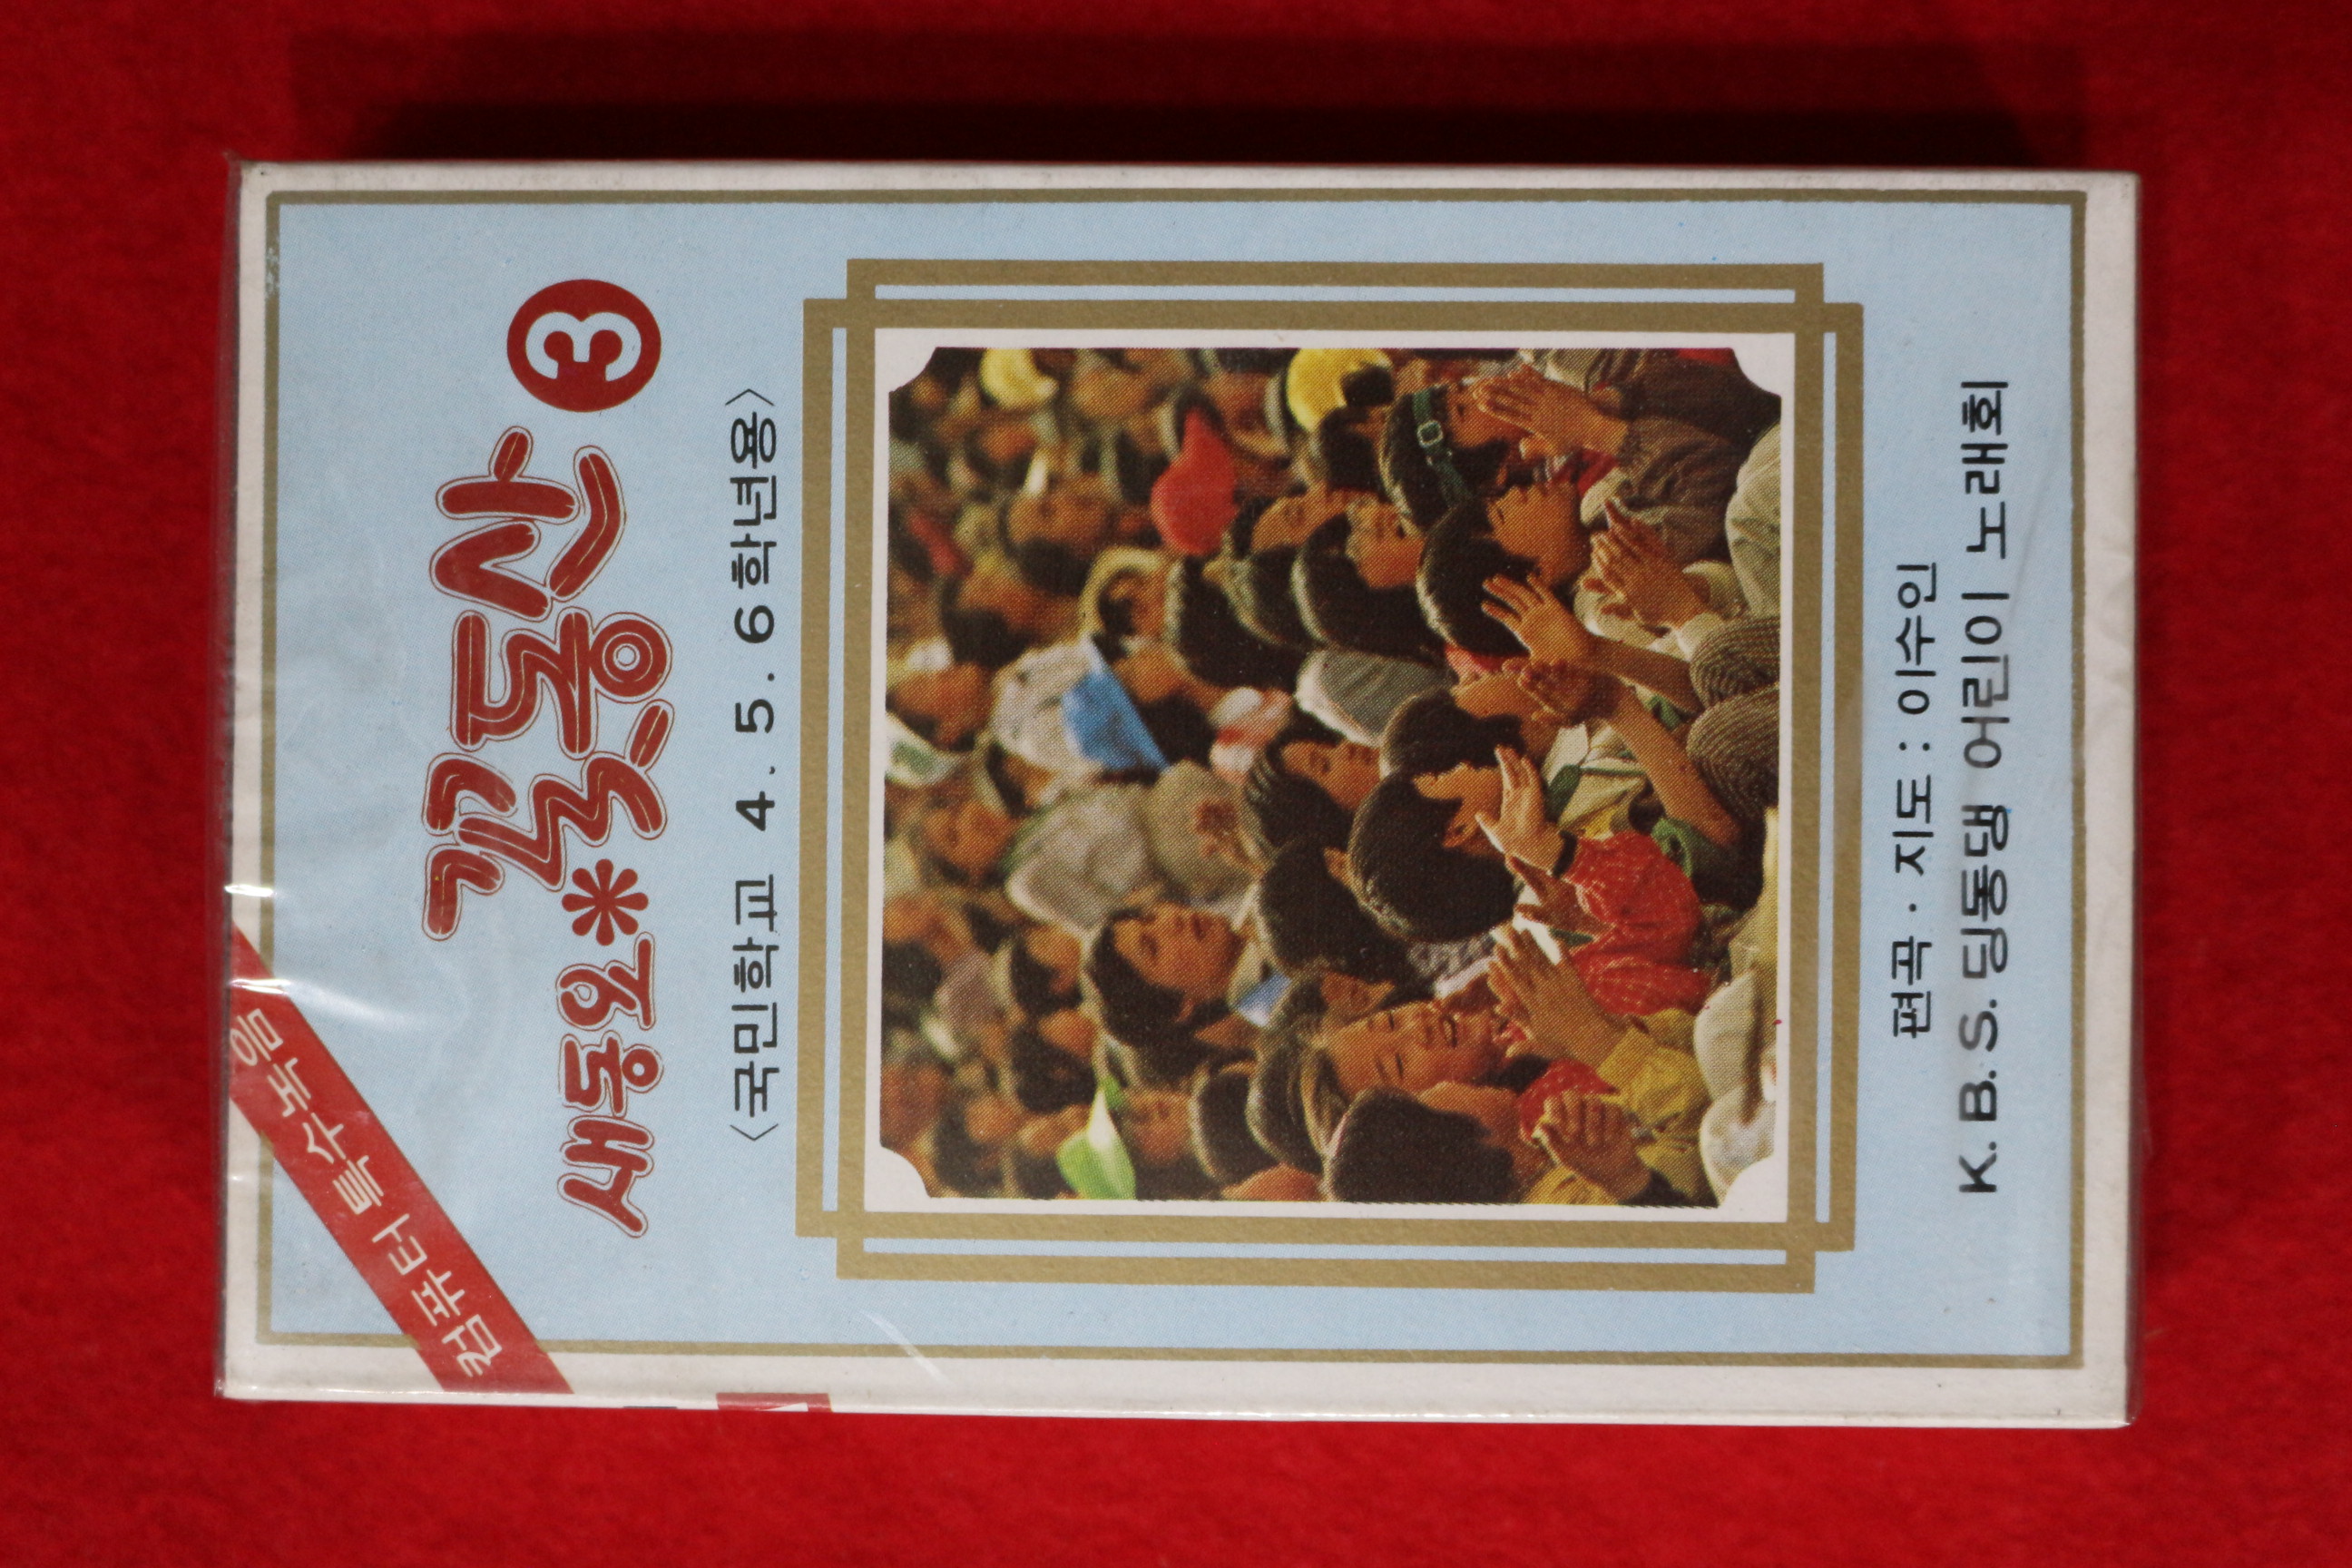 컴퓨터 특수녹음
새동요*꽃동산 3
〈국민학교 4. 5. 6학년용〉
편곡 · 지도 : 이수인
K. B. S. 딩동댕 어린이 노래회